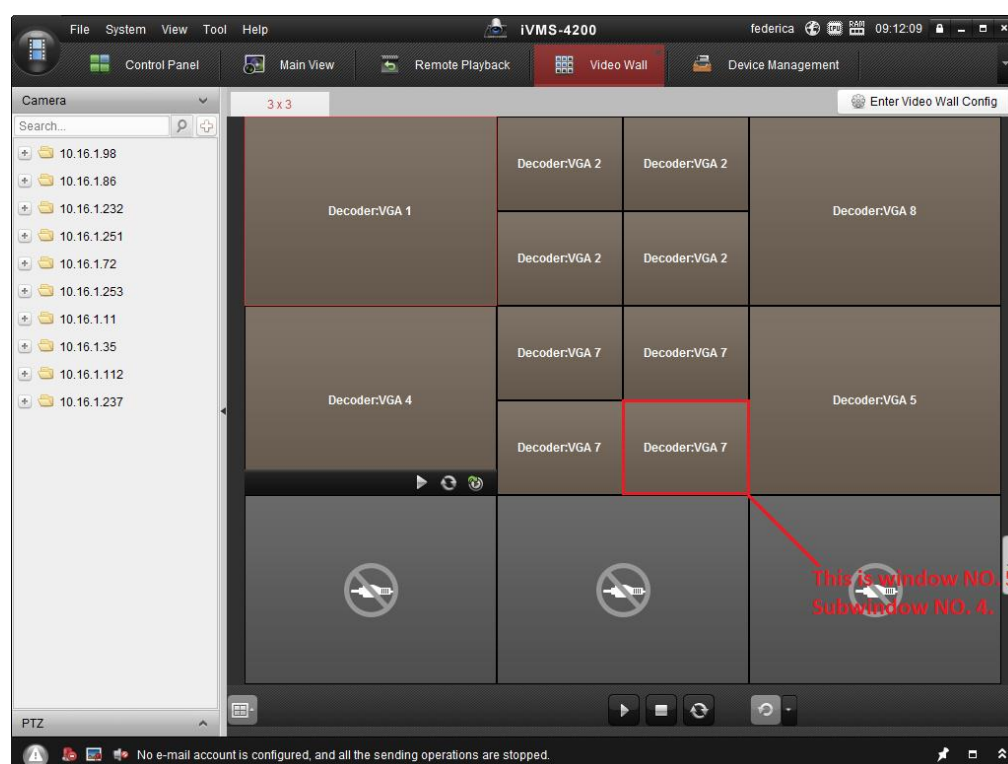 File System View Tool Help
iVMS-4200
federica
CPU
RAM
09:12:09
Control Panel
Main View
Remote Playback
Video Wall
Device Management
Camera
3 x 3
Enter Video Wall Config
Search...
10.16.1.98
10.16.1.86
10.16.1.232
10.16.1.251
10.16.1.72
10.16.1.253
10.16.1.11
10.16.1.35
10.16.1.112
10.16.1.237
Decoder:VGA 1
Decoder:VGA 2
Decoder:VGA 2
Decoder:VGA 2
Decoder:VGA 2
Decoder:VGA 8
Decoder:VGA 4
Decoder:VGA 7
Decoder:VGA 7
Decoder:VGA 7
Decoder:VGA 7
Decoder:VGA 5
This is window NO. 5
Subwindow NO. 4.
PTZ
No e-mail account is configured, and all the sending operations are stopped.